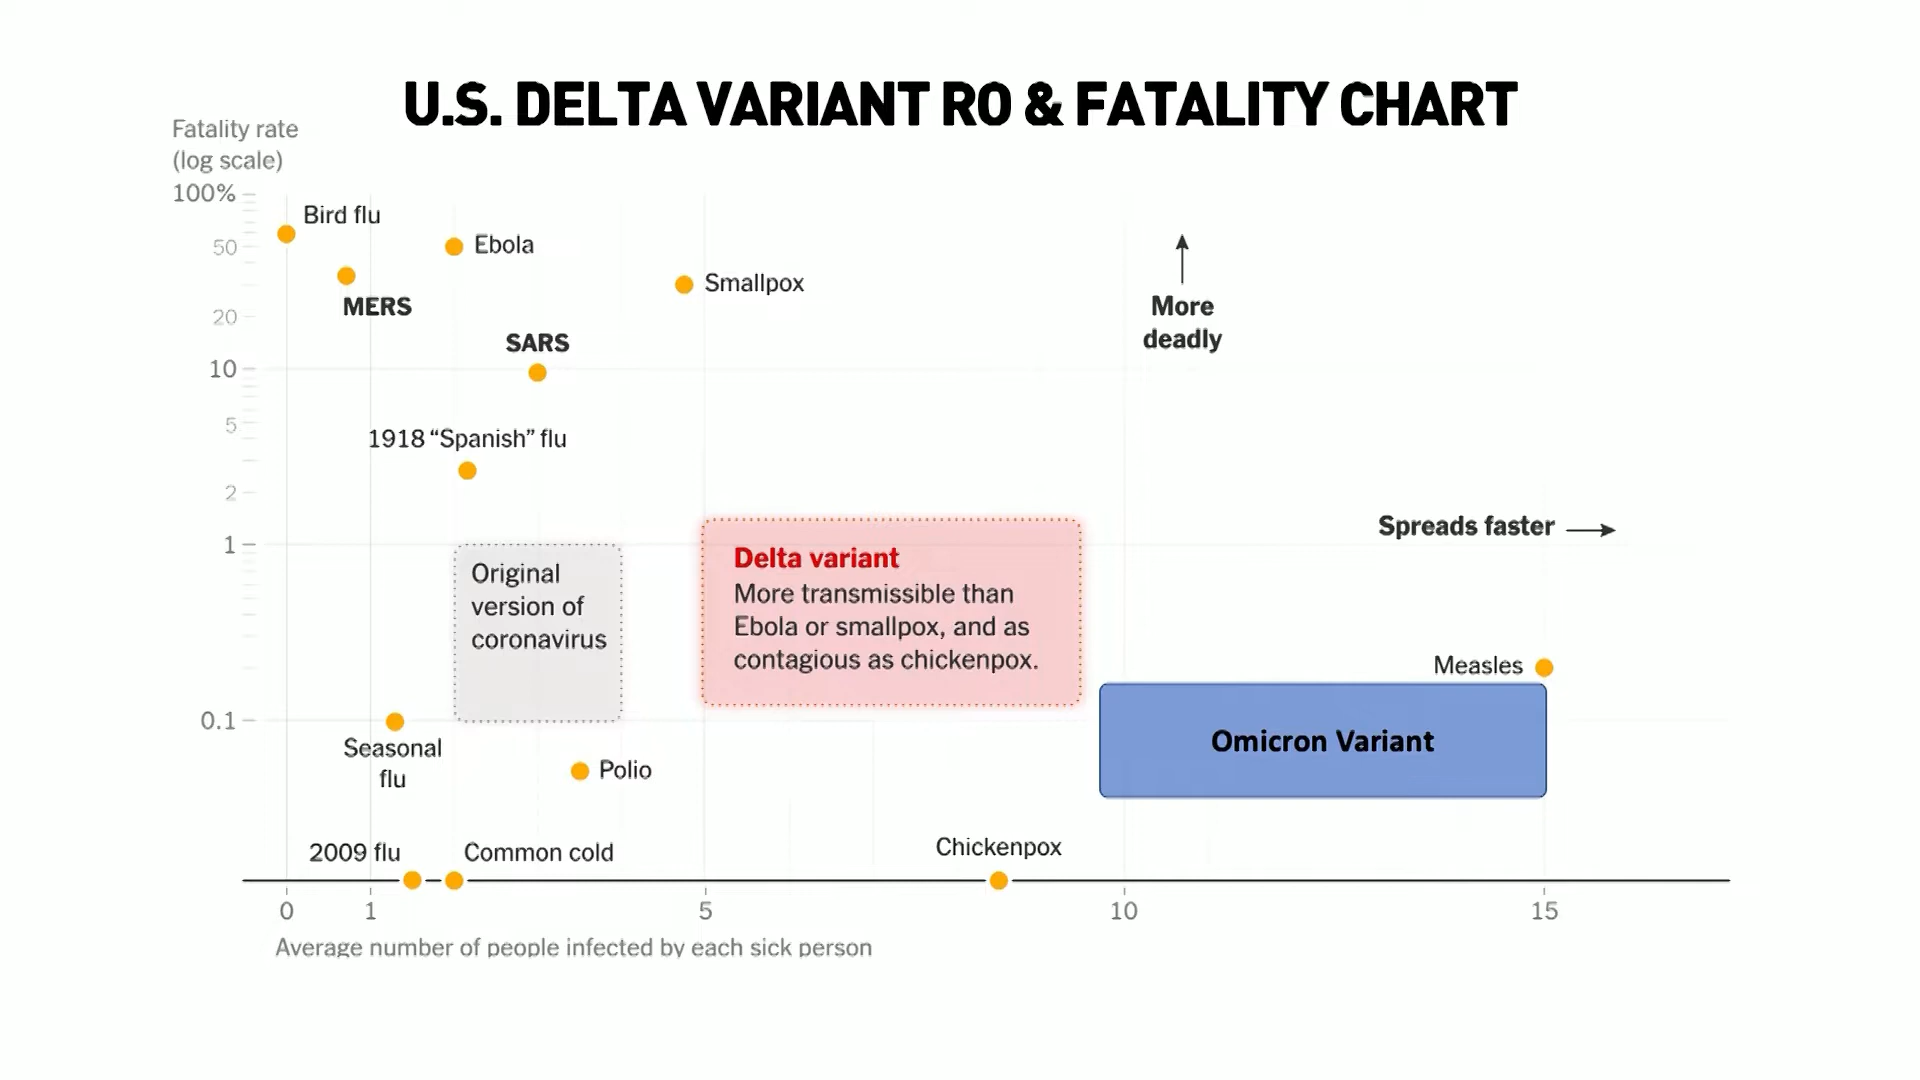 U.S. DELTA VARIANT RO & FATALITY CHART
Fatality rate
(log scale)
100%
50
20
10
5
2
1
0.1
Bird flu
Ebola
MERS
Smallpox
SARS
1918 “Spanish” flu
More
deadly
Spreads faster
Original
version of
coronavirus
Delta variant
More transmissible than
Ebola or smallpox, and as
contagious as chickenpox.
Measles
Omicron Variant
Seasonal
flu
Polio
2009 flu
Common cold
Chickenpox
0 1 5 10 15
Average number of people infected by each sick person